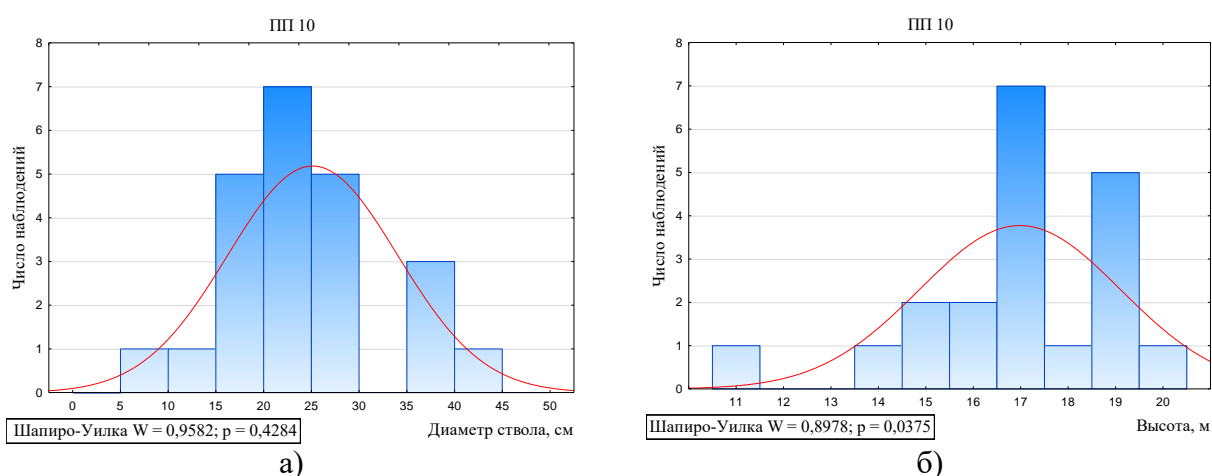 ПП 10
8
7
6
5
4
3
2
1
0
Число наблюдений
0 5 10 15 20 25 30 35 40 45 50
Шапиро-Уилка W = 0,9582; p = 0,4284
Диаметр ствола, см
а)
ПП 10
8
7
6
5
4
3
2
1
0
Число наблюдений
11 12 13 14 15 16 17 18 19 20
Шапиро-Уилка W = 0,8978; p = 0,0375
Высота, м
б)